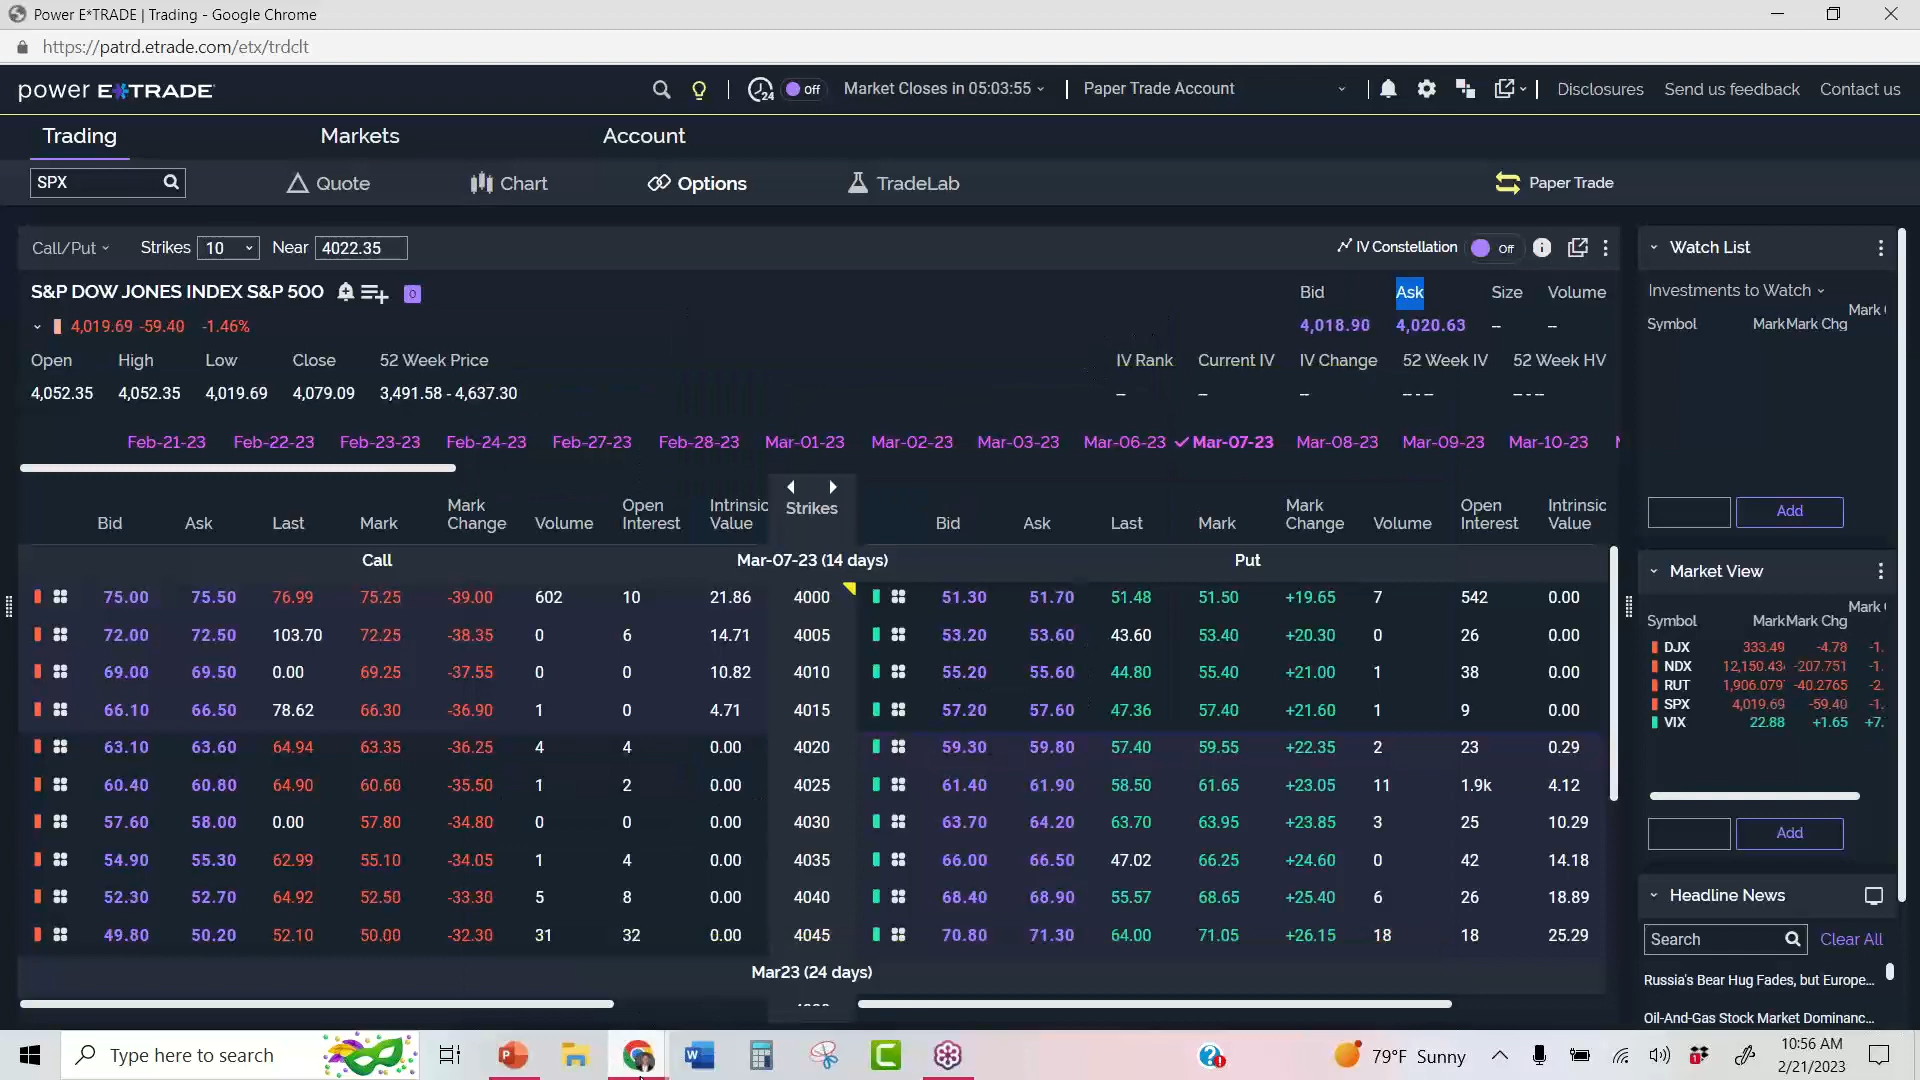 Power E*TRADE | Trading - Google Chrome
https://patrd.etrade.com/etx/trdclt
power E*TRADE 24 Off Market Closes in 05:03:55 Paper Trade Account Disclosures Send us feedback Contact us
Trading Markets Account
SPX Quote Chart Options TradeLab Paper Trade
Call/Put Strikes 10 Near 4022.35 IV Constellation Off
S&P DOW JONES INDEX S&P 500 O Bid Ask Size Volume
4,019.69 -59.40 -1.46% 4,018.90 4,020.63 -- --
Open High Low Close 52 Week Price IV Rank Current IV IV Change 52 Week IV 52 Week HV
4,052.35 4,052.35 4,019.69 4,079.09 3,491.58 - 4,637.30 -- -- -- -- - -- -- - --
Feb-21-23 Feb-22-23 Feb-23-23 Feb-24-23 Feb-27-23 Feb-28-23 Mar-01-23 Mar-02-23 Mar-03-23 Mar-06-23 Mar-07-23 Mar-08-23 Mar-09-23 Mar-10-23
Bid Ask Last Mark Mark Change Volume Open Interest Intrinsic Value Strikes Bid Ask Last Mark Mark Change Volume Open Interest Intrinsic Value
Call Mar-07-23 (14 days) Put
75.00 75.50 76.99 75.25 -39.00 602 10 21.86 4000 51.30 51.70 51.48 51.50 +19.65 7 542 0.00
72.00 72.50 103.70 72.25 -38.35 0 6 14.71 4005 53.20 53.60 43.60 53.40 +20.30 0 26 0.00
69.00 69.50 0.00 69.25 -37.55 0 0 10.82 4010 55.20 55.60 44.80 55.40 +21.00 1 38 0.00
66.10 66.50 78.62 66.30 -36.90 1 0 4.71 4015 57.20 57.60 47.36 57.40 +21.60 1 9 0.00
63.10 63.60 64.94 63.35 -36.25 4 4 0.00 4020 59.30 59.80 57.40 59.55 +22.35 2 23 0.29
60.40 60.80 64.90 60.60 -35.50 1 2 0.00 4025 61.40 61.90 58.50 61.65 +23.05 11 1.9k 4.12
57.60 58.00 0.00 57.80 -34.80 0 0 0.00 4030 63.70 64.20 63.70 63.95 +23.85 3 25 10.29
54.90 55.30 62.99 55.10 -34.05 1 4 0.00 4035 66.00 66.50 47.02 66.25 +24.60 0 42 14.18
52.30 52.70 64.92 52.50 -33.30 5 8 0.00 4040 68.40 68.90 55.57 68.65 +25.40 6 26 18.89
49.80 50.20 52.10 50.00 -32.30 31 32 0.00 4045 70.80 71.30 64.00 71.05 +26.15 18 18 25.29
Mar23 (24 days)
Watch List
Investments to Watch
Symbol Mark Mark Chg Mark
Add
Market View
Symbol Mark Mark Chg Mark
DJX 333.49 -4.78 -1.
NDX 12,150.43 -207.751 -1.
RUT 1,906.079 -40.2765 -2.
SPX 4,019.69 -59.40 -1.
VIX 22.88 +1.65 +7.
Add
Headline News
Search Clear All
Russia's Bear Hug Fades, but Europe...
Oil-And-Gas Stock Market Dominanc...
Type here to search 79°F Sunny 10:56 AM
2/21/2023